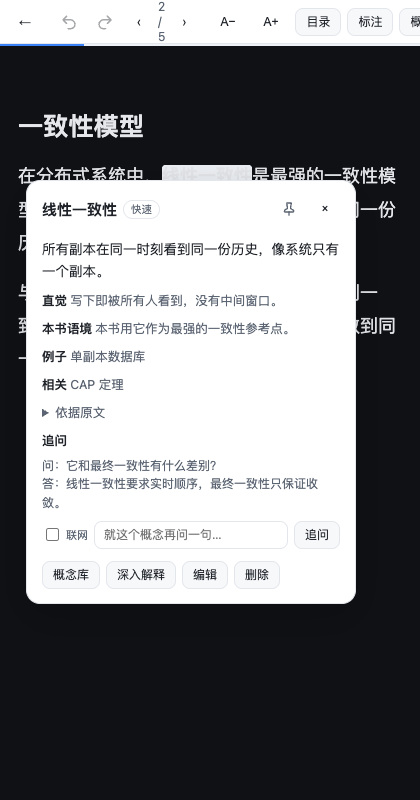 ← ‹ 2 / 5 › A− A+ 目录 标注
一致性模型
在分布式系统中，线性一致性是最强的一致性模
线性一致性 快速 ×
所有副本在同一时刻看到同一份历史，像系统只有
一个副本。
直觉 写下即被所有人看到，没有中间窗口。
本书语境 本书用它作为最强的一致性参考点。
例子 单副本数据库
相关 CAP 定理
▶ 依据原文
追问
问：它和最终一致性有什么差别?
答：线性一致性要求实时顺序，最终一致性只保证收
敛。
联网 就这个概念再问一句... 追问
概念库 深入解释 编辑 删除